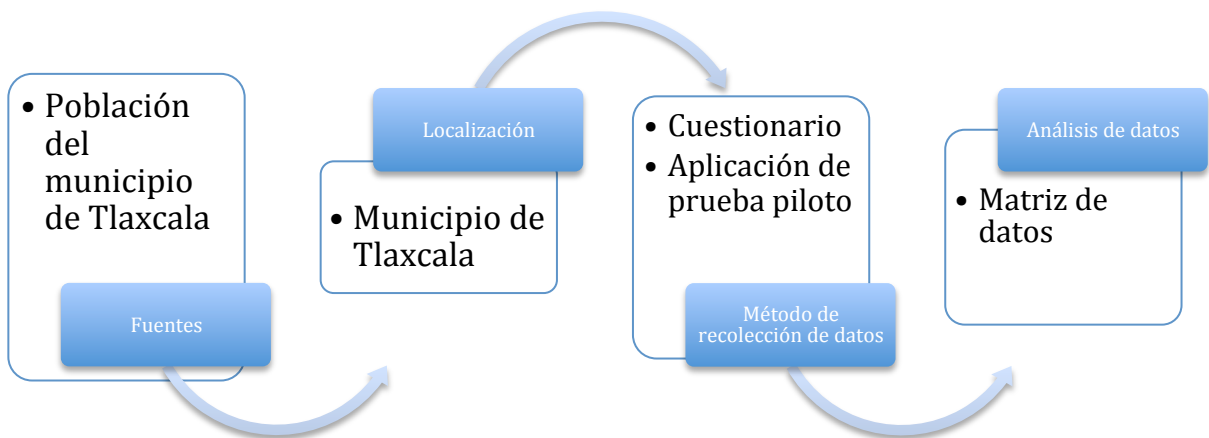 • Población
del
municipio
de Tlaxcala
Fuentes
Localización
• Municipio de
Tlaxcala
• Cuestionario
• Aplicación de
prueba piloto
Método de
recolección de datos
Análisis de datos
• Matriz de
datos